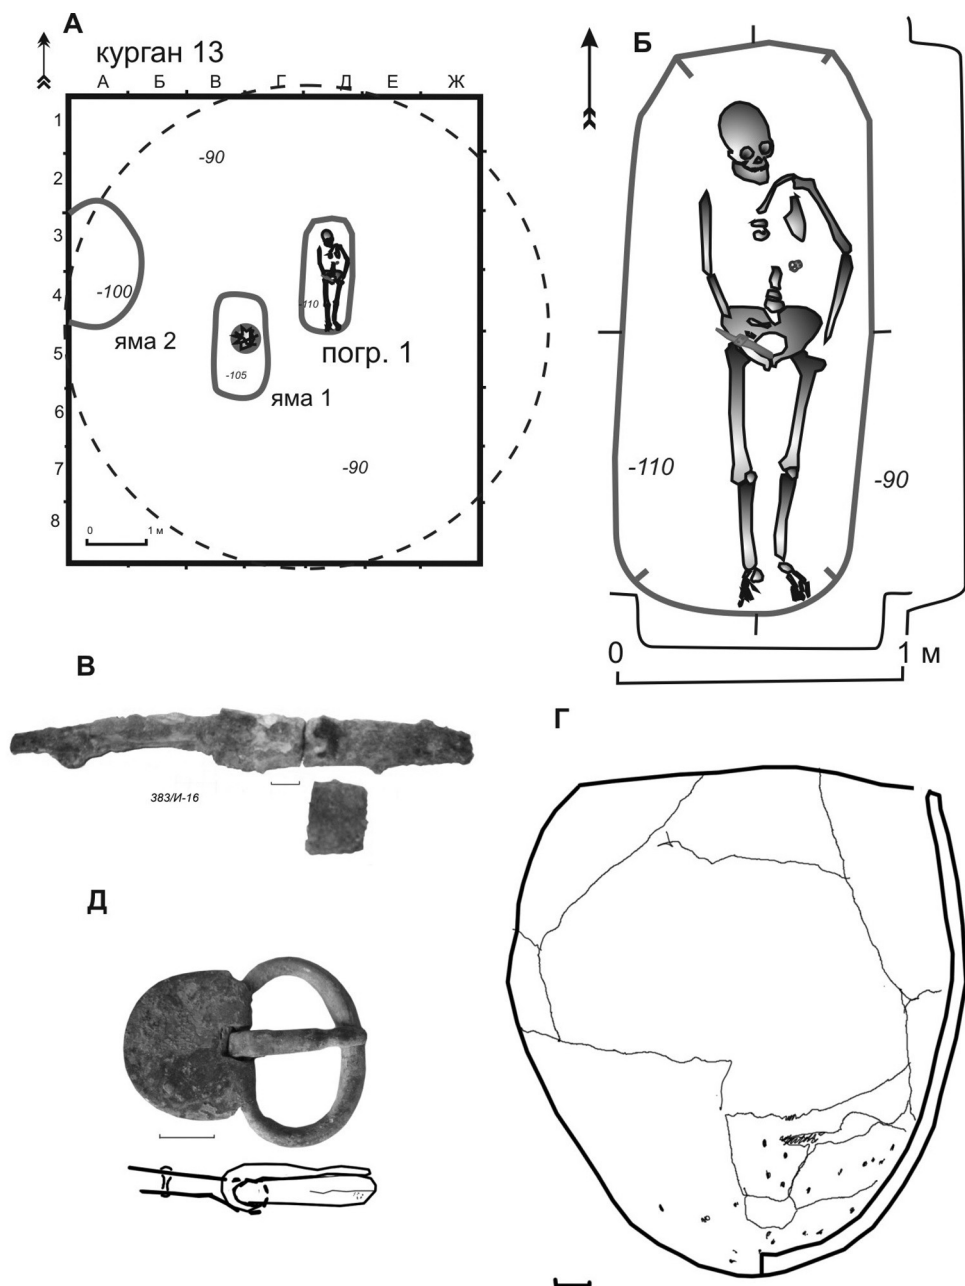 А
курган 13
А Б В Г Д Е Ж
1
2
3
4
5
6
7
8
-90
-100
яма 2
-110
погр. 1
-105
яма 1
-90
0 1 м
Б
-110
-90
0 1 м
В
383/И-16
Г
Д